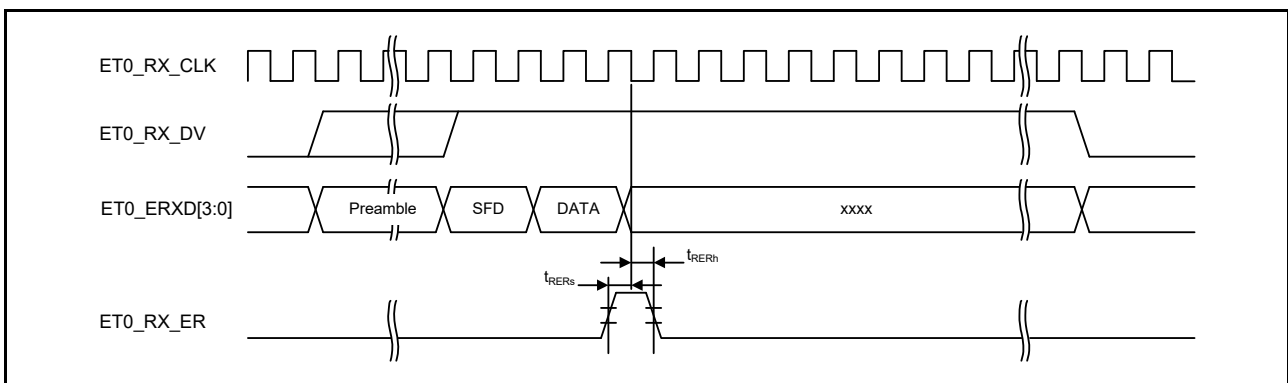 ET0_RX_CLK
ET0_RX_DV
ET0_ERXD[3:0]
Preamble
SFD
DATA
xxxx
tRERs
tRERh
ET0_RX_ER